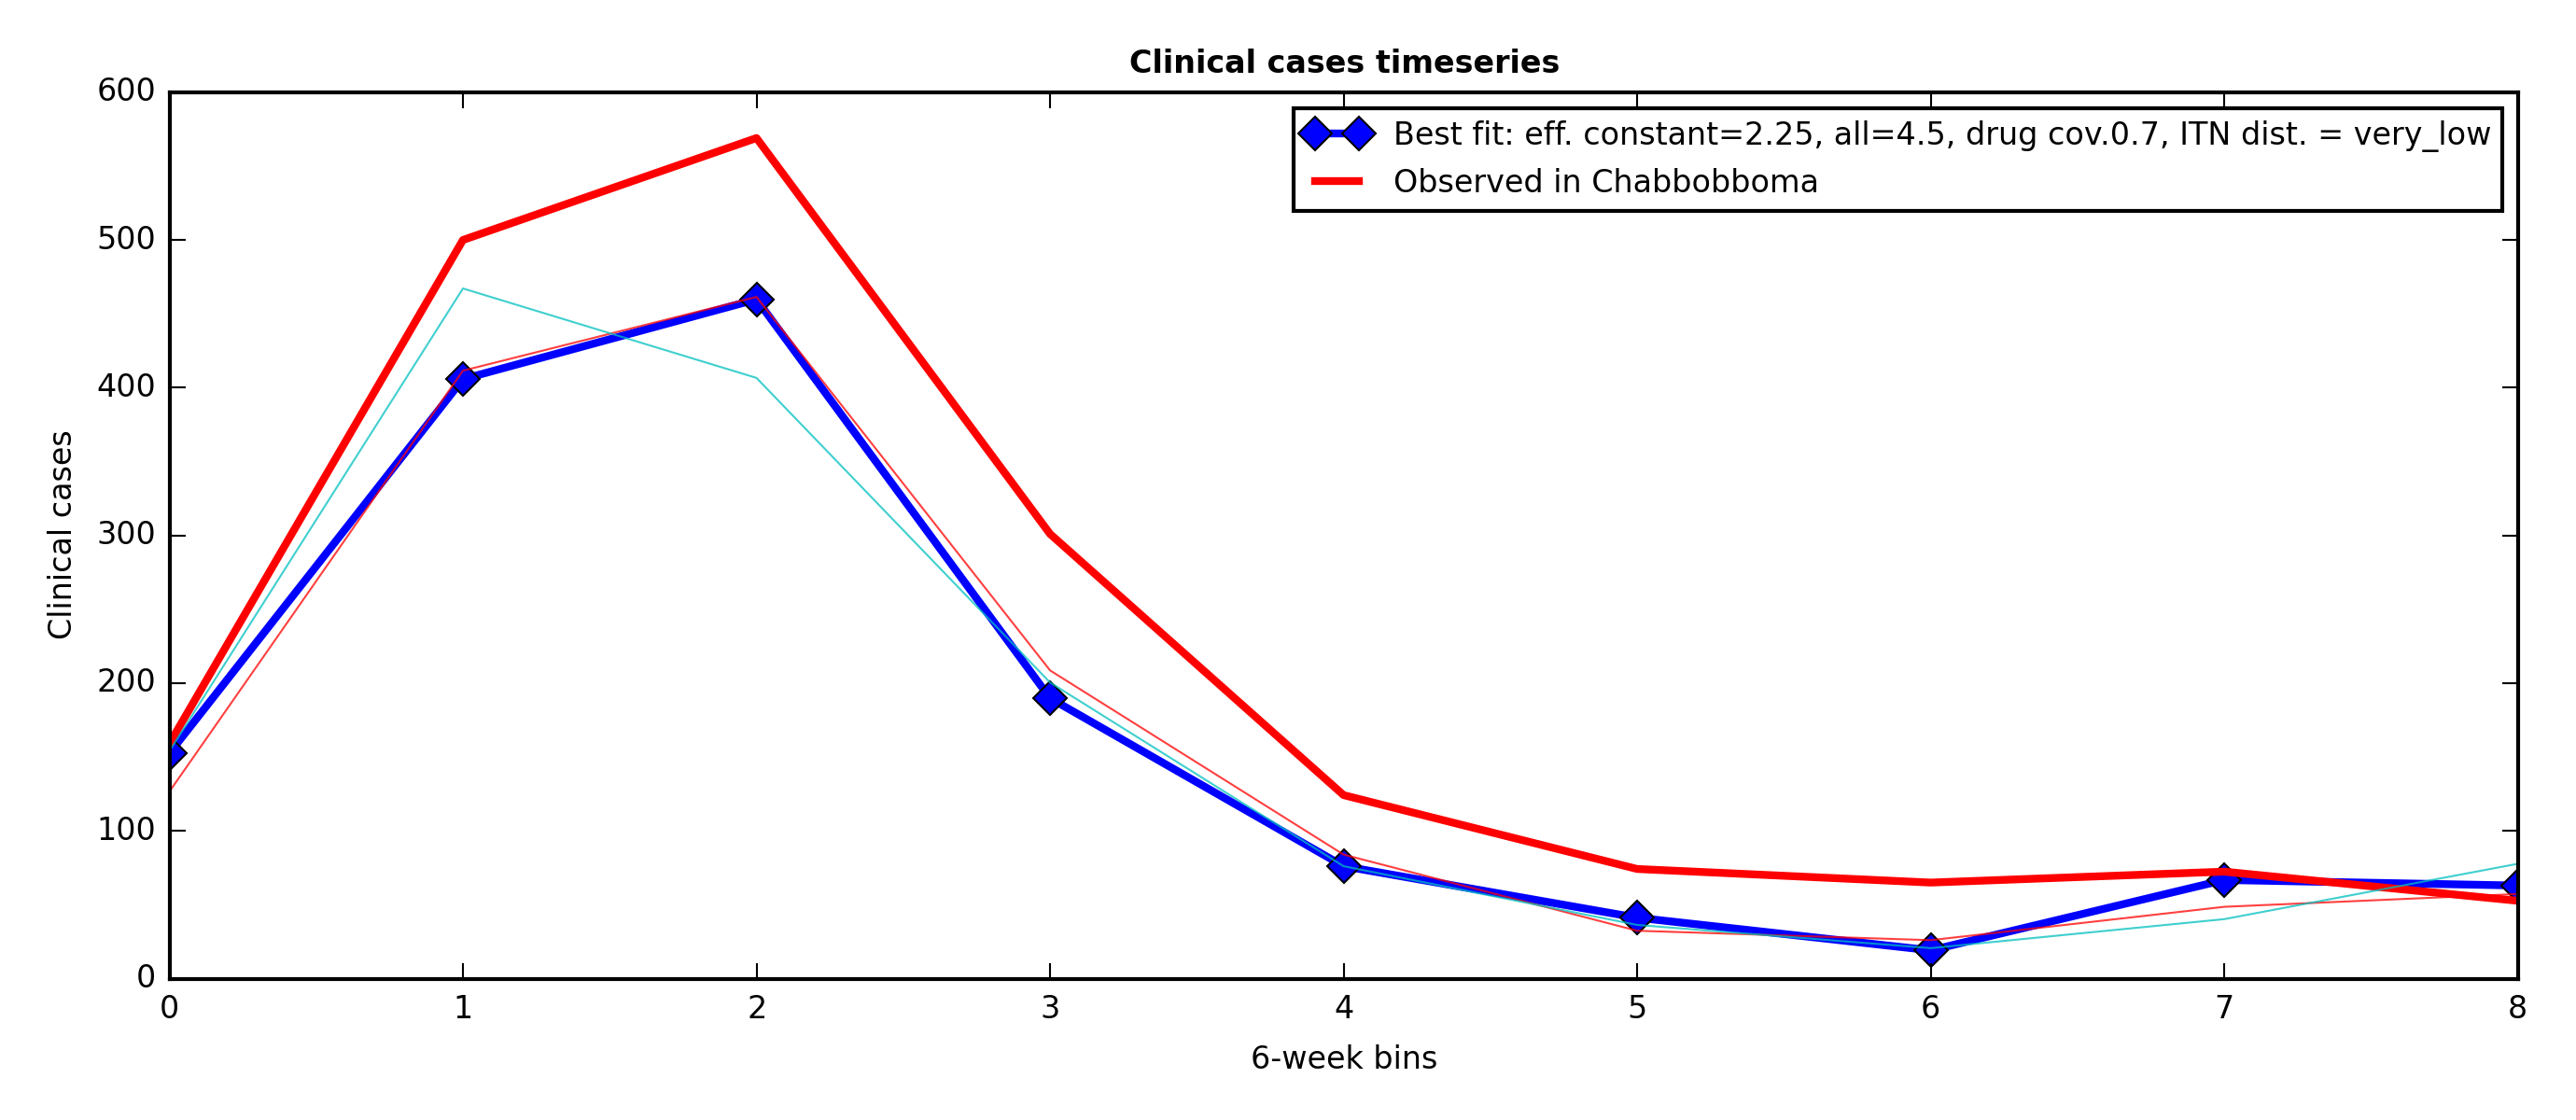 Clinical cases timeseries
600
500
400
300
200
100
0
Clinical cases
Best fit: eff. constant=2.25, all=4.5, drug cov.0.7, ITN dist. = very_low
Observed in Chabbobboma
0 1 2 3 4 5 6 7 8
6-week bins